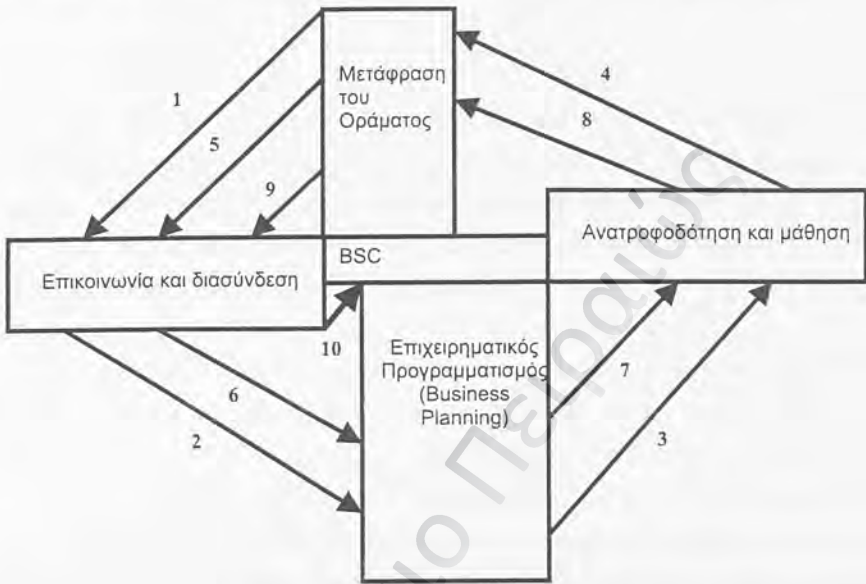 Μετάφραση
του
Οράματος
1
5
9
4
8
Ανατροφοδότηση και μάθηση
BSC
Επικοινωνία και διασύνδεση
10
Επιχειρηματικός
Προγραμματισμός
(Business
Planning)
6
2
7
3
Πειραιώς